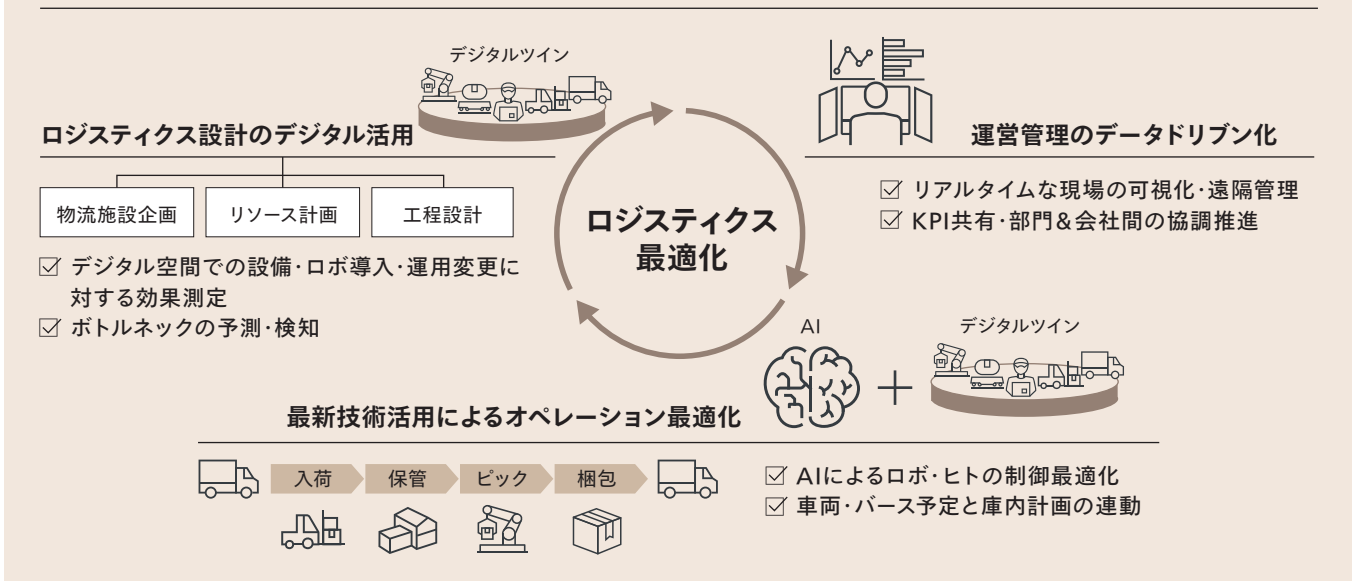 デジタルツイン
ロジスティクス設計のデジタル活用
物流施設企画
リソース計画
工程設計
☑ デジタル空間での設備・ロボ導入・運用変更に
対する効果測定
☑ ボトルネックの予測・検知
ロジスティクス
最適化
運営管理のデータドリブン化
☑ リアルタイムな現場の可視化・遠隔管理
☑ KPI共有・部門&会社間の協調推進
AI
デジタルツイン
最新技術活用によるオペレーション最適化
入荷
保管
ピック
梱包
☑ AIによるロボ・ヒトの制御最適化
☑ 車両・バース予定と庫内計画の連動